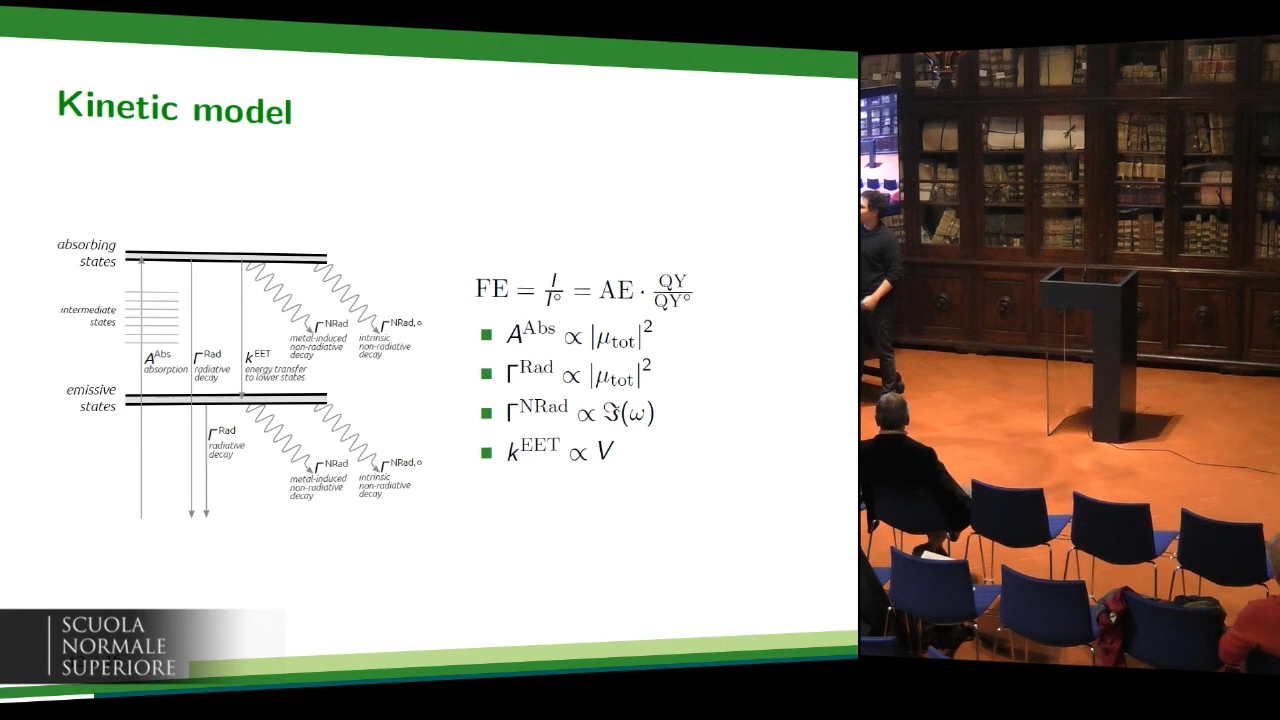 Kinetic model
absorbing
states
intermediate
states
A^Abs
absorption
Γ^Rad
radiative
decay
k^EET
energy transfer
to lower states
Γ^NRad
metal-induced
non-radiative
decay
Γ^NRad,∘
intrinsic
non-radiative
decay
emissive
states
Γ^Rad
radiative
decay
Γ^NRad
metal-induced
non-radiative
decay
Γ^NRad,∘
intrinsic
non-radiative
decay
FE = I/I° = AE · QY/QY°
A^Abs ∝ |μ_tot|^2
Γ^Rad ∝ |μ_tot|^2
Γ^NRad ∝ ℑ(ω)
k^EET ∝ V
SCUOLA
NORMALE
SUPERIORE